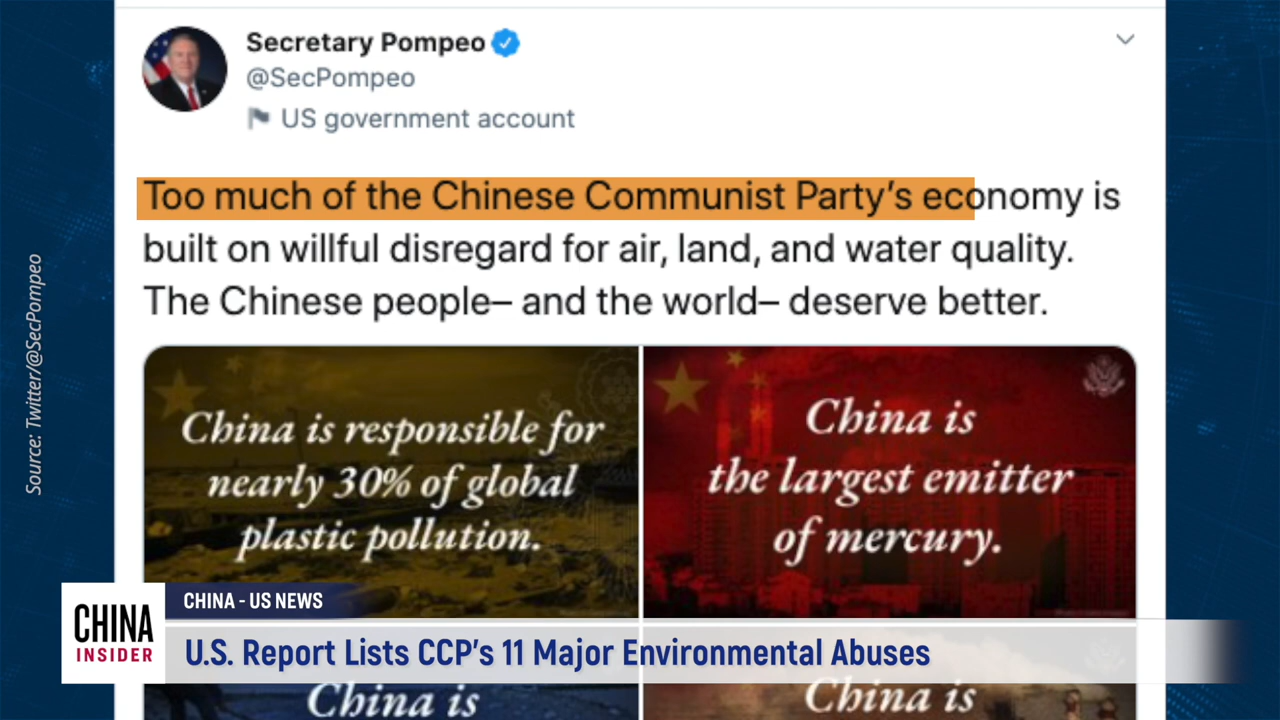 Secretary Pompeo
@SecPompeo
US government account
Too much of the Chinese Communist Party's economy is
built on willful disregard for air, land, and water quality.
The Chinese people– and the world– deserve better.
China is responsible for
nearly 30% of global
plastic pollution.
China is
the largest emitter
of mercury.
Source: Twitter/@SecPompeo
CHINA
INSIDER
CHINA - US NEWS
U.S. Report Lists CCP's 11 Major Environmental Abuses
China is
China is